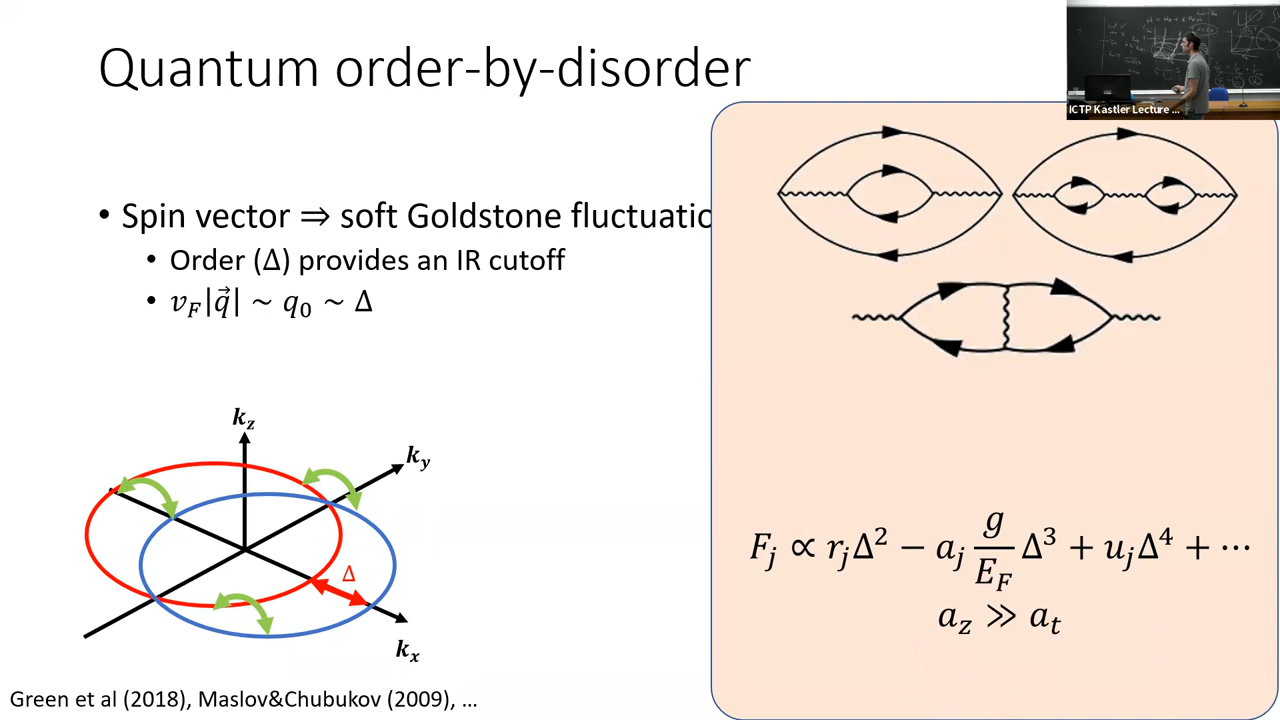 Quantum order-by-disorder
ICTP Kastler Lecture ...
• Spin vector ⇒ soft Goldstone fluctuatio
• Order (Δ) provides an IR cutoff
• v_F|q⃗| ~ q_0 ~ Δ
k_z
k_y
Δ
k_x
F_j ∝ r_jΔ² − a_j g/E_F Δ³ + u_jΔ⁴ + ⋯
a_z ≫ a_t
Green et al (2018), Maslov&Chubukov (2009), ...